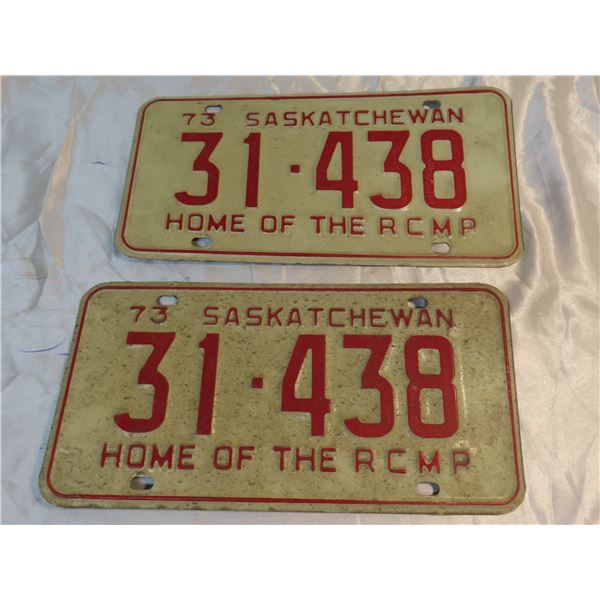 73 SASKATCHEWAN
31·438
HOME OF THE RCMP
73 SASKATCHEWAN
31·438
HOME OF THE RCMP